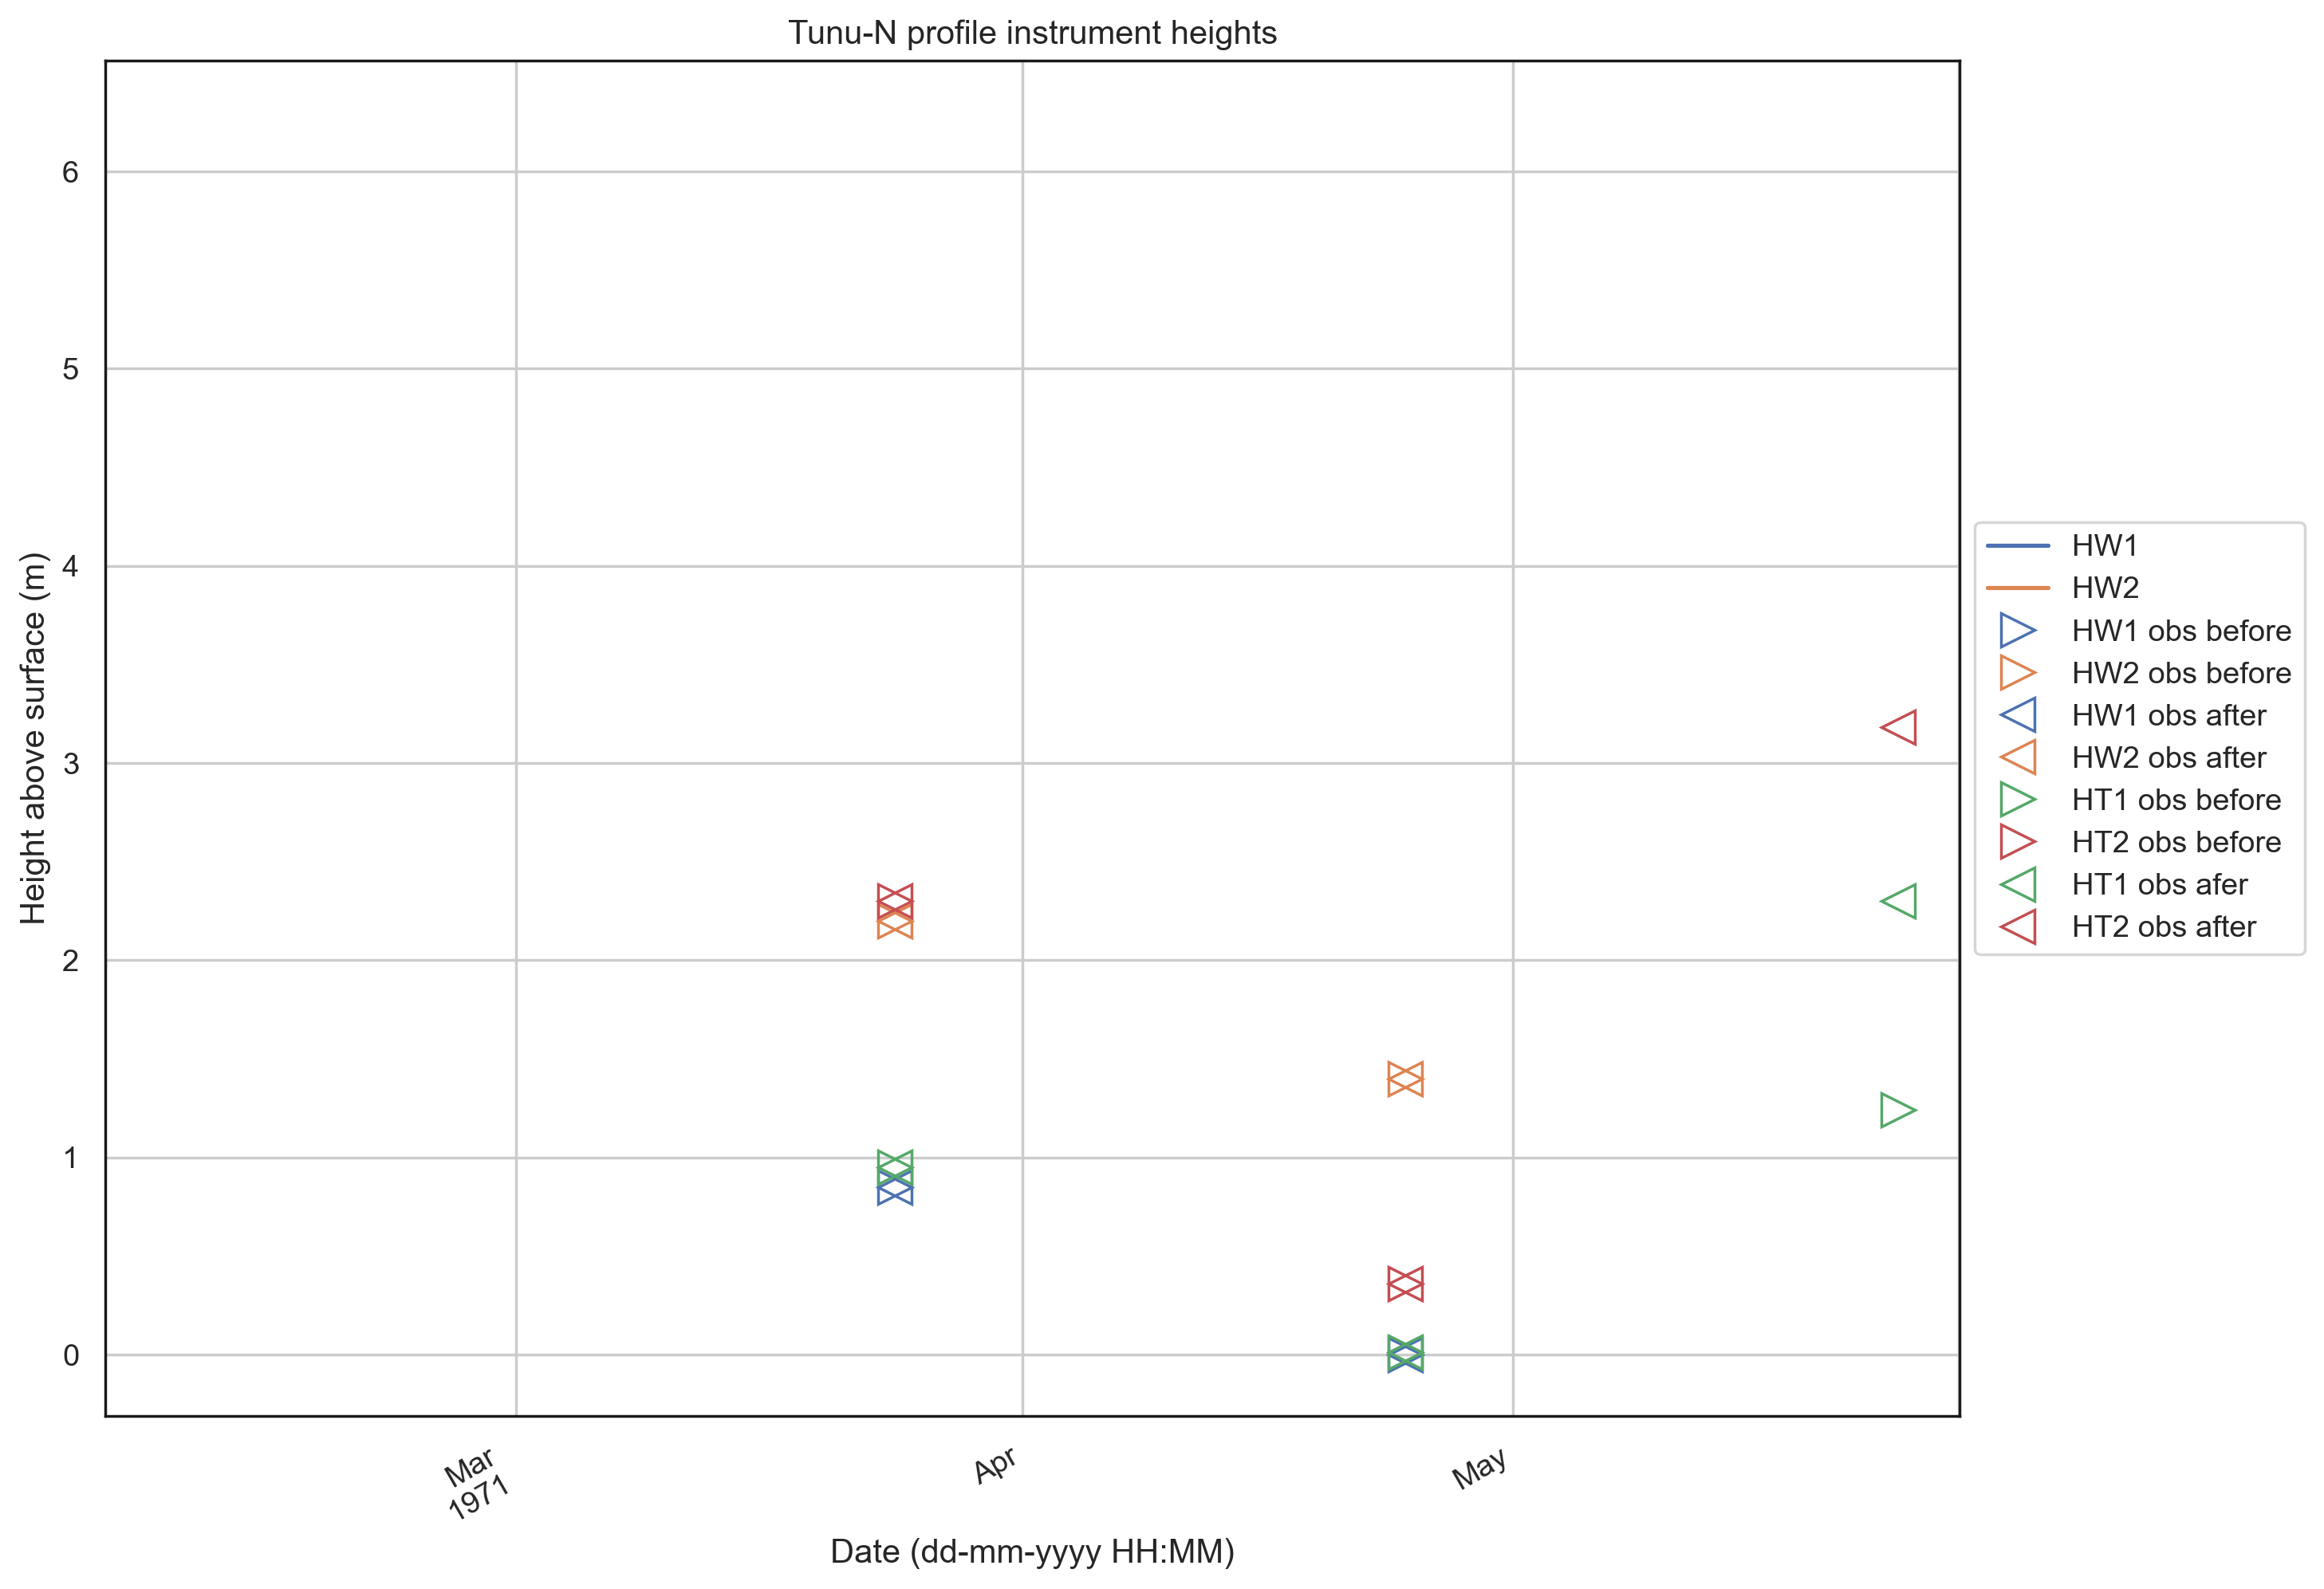 Tunu-N profile instrument heights
Height above surface (m)
6
5
4
3
2
1
0
Mar
1971
Apr
May
Date (dd-mm-yyyy HH:MM)
HW1
HW2
HW1 obs before
HW2 obs before
HW1 obs after
HW2 obs after
HT1 obs before
HT2 obs before
HT1 obs afer
HT2 obs after